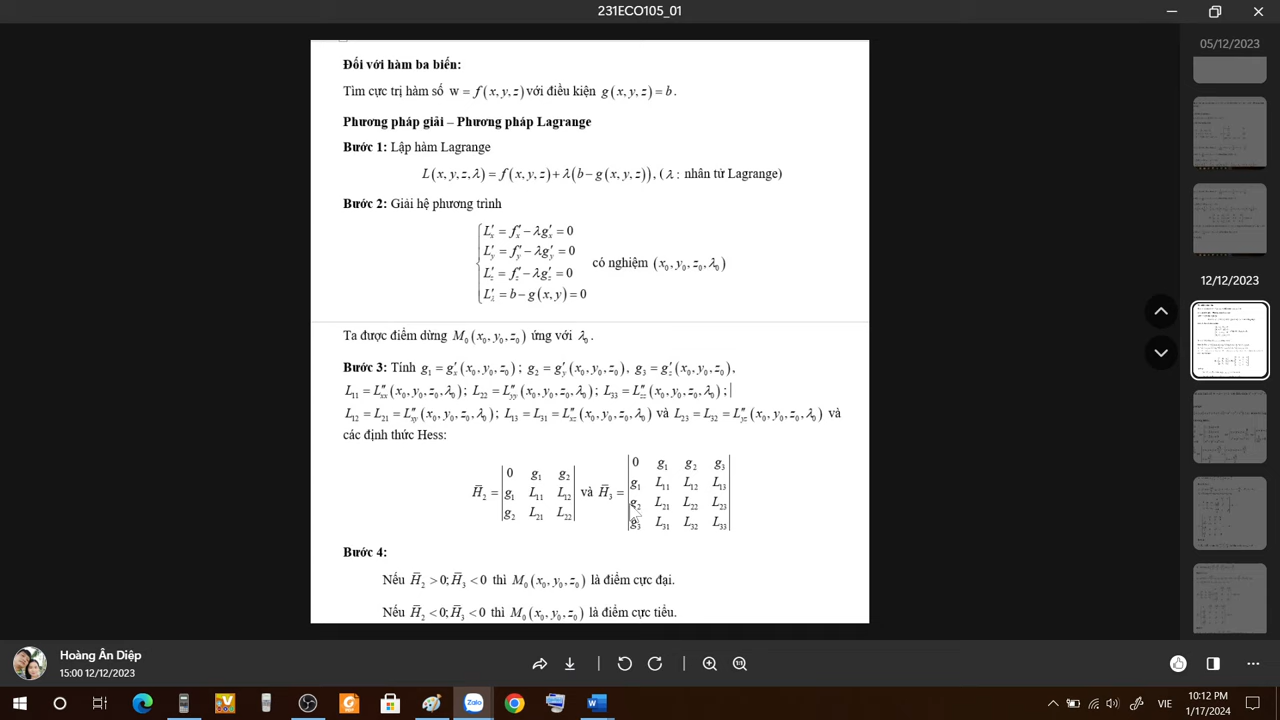 231ECO105_01
05/12/2023
Đối với hàm ba biến:
Tìm cực trị hàm số w = f(x, y, z) với điều kiện g(x, y, z) = b.
Phương pháp giải – Phương pháp Lagrange
Bước 1: Lập hàm Lagrange
L(x, y, z, λ) = f(x, y, z) + λ(b − g(x, y, z)), (λ : nhân tử Lagrange)
Bước 2: Giải hệ phương trình
L′x = f′x − λg′x = 0
L′y = f′y − λg′y = 0
L′z = f′z − λg′z = 0
L′λ = b − g(x, y) = 0
có nghiệm (x0, y0, z0, λ0)
12/12/2023
Ta được điểm dừng M0(x0, y0, z0) ứng với λ0.
Bước 3: Tính g1 = g′x(x0, y0, z0); g2 = g′y(x0, y0, z0), g3 = g′z(x0, y0, z0),
L11 = L″xx(x0, y0, z0, λ0); L22 = L″yy(x0, y0, z0, λ0); L33 = L″zz(x0, y0, z0, λ0);
L12 = L21 = L″xy(x0, y0, z0, λ0); L13 = L31 = L″xz(x0, y0, z0, λ0) và L23 = L32 = L″yz(x0, y0, z0, λ0) và
các định thức Hess:
H̄2 = | 0 g1 g2 | và H̄3 = | 0 g1 g2 g3 |
| g1 L11 L12 | | g1 L11 L12 L13 |
| g2 L21 L22 | | g2 L21 L22 L23 |
| g3 L31 L32 L33 |
Bước 4:
Nếu H̄2 > 0; H̄3 < 0 thì M0(x0, y0, z0) là điểm cực đại.
Nếu H̄2 < 0; H̄3 < 0 thì M0(x0, y0, z0) là điểm cực tiểu.
Hoàng Ân Diệp
15:00 12/12/2023
1:1
Zalo
VIE
10:12 PM
1/17/2024